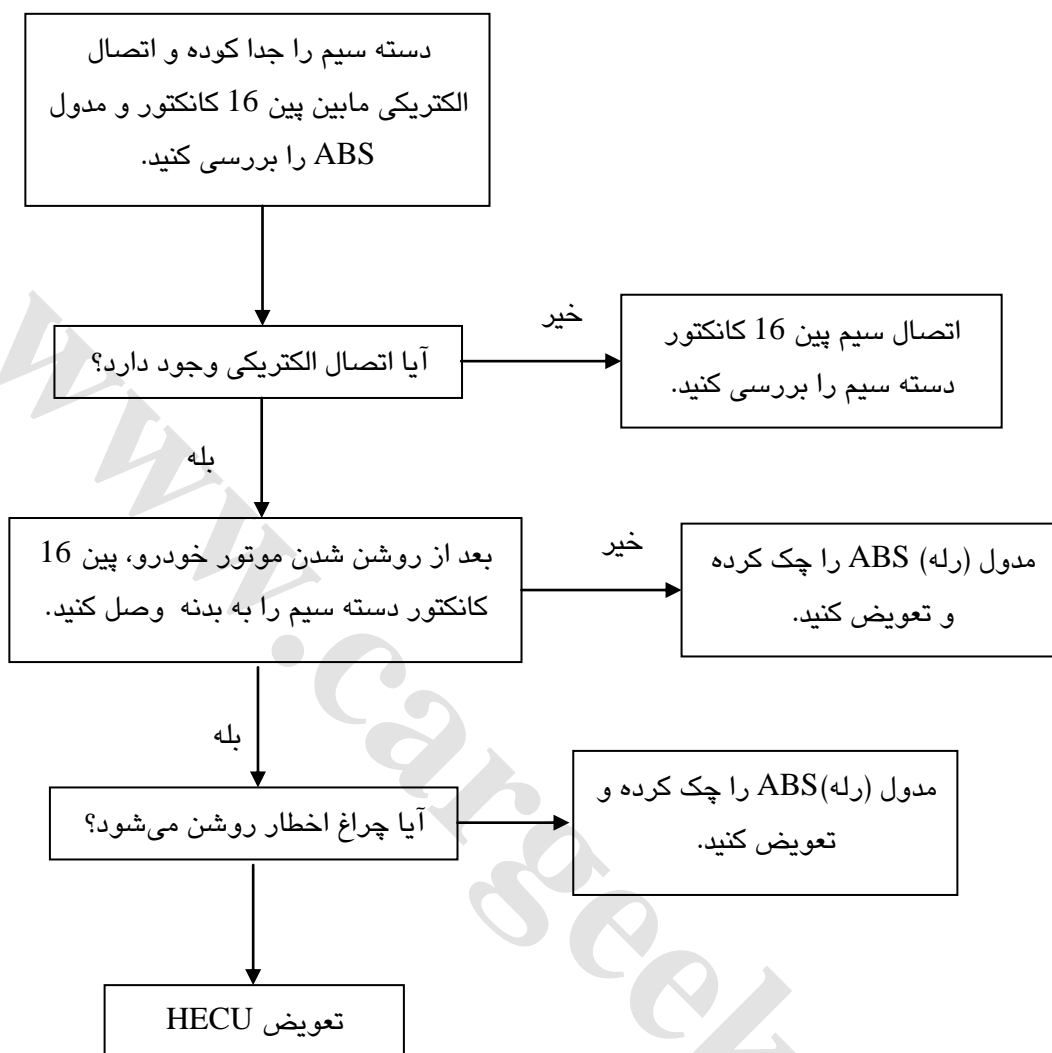 دسته سیم را جدا کوده و اتصال
الکتریکی مابین پین 16 کانکتور و مدول
ABS را بررسی کنید.
آیا اتصال الکتریکی وجود دارد؟
خیر
اتصال سیم پین 16 کانکتور
دسته سیم را بررسی کنید.
بله
بعد از روشن شدن موتور خودرو، پین 16
کانکتور دسته سیم را به بدنه وصل کنید.
خیر
مدول (رله) ABS را چک کرده
و تعویض کنید.
بله
آیا چراغ اخطار روشن می‌شود؟
مدول (رله)ABS را چک کرده و
تعویض کنید.
تعویض HECU
www.cargeek